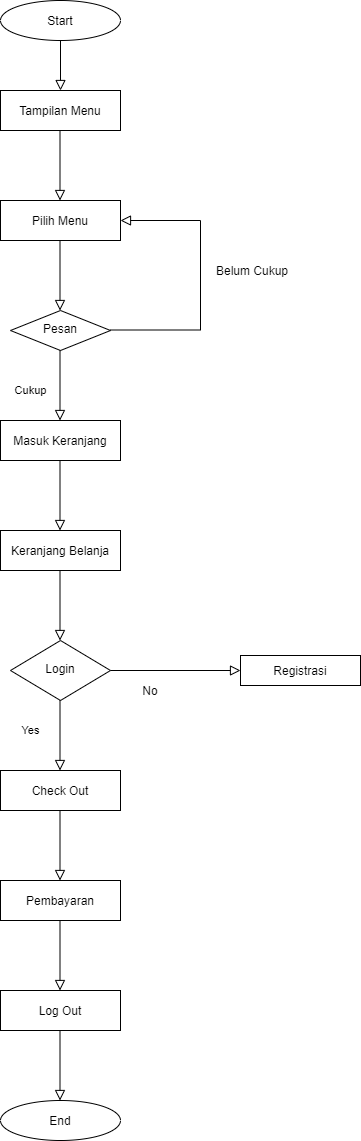 Start
Tampilan Menu
Pilih Menu
Belum Cukup
Pesan
Cukup
Masuk Keranjang
Keranjang Belanja
Login
Registrasi
No
Yes
Check Out
Pembayaran
Log Out
End